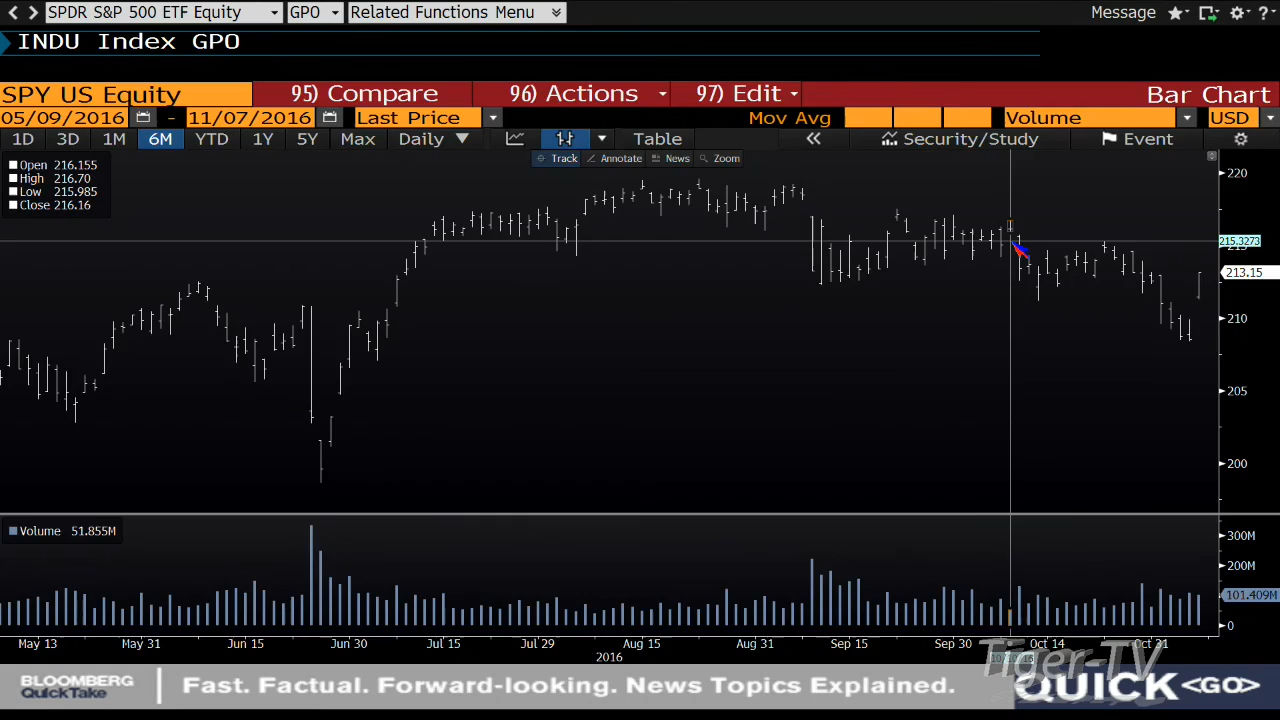 SPDR S&P 500 ETF Equity GPO Related Functions Menu Message ?
INDU Index GPO
SPY US Equity 95) Compare 96) Actions 97) Edit Bar Chart
05/09/2016 - 11/07/2016 Last Price Mov Avg Volume USD
1D 3D 1M 6M YTD 1Y 5Y Max Daily Table Security/Study Event
Track Annotate News Zoom
Open 216.155
High 216.70
Low 215.985
Close 216.16
220
215.3273
215
213.15
210
205
200
Volume 51.855M
300M
200M
101.409M
0
May 13 May 31 Jun 15 Jun 30 Jul 15 Jul 29 Aug 15 Aug 31 Sep 15 Sep 30 Oct 14 Oct 31
2016
Tiger-TV
BLOOMBERG
QuickTake
Fast. Factual. Forward-looking. News Topics Explained.
QUICK <GO>